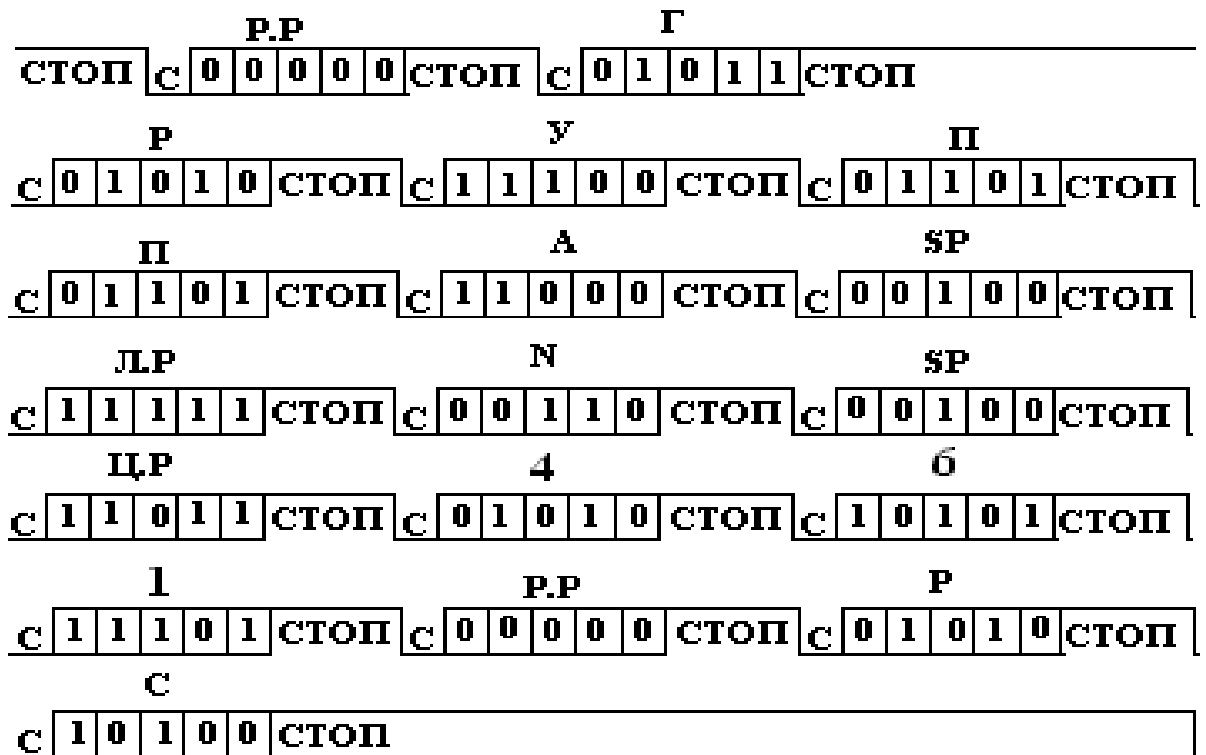 Р.Р Г
СТОП С 0 0 0 0 0 СТОП С 0 1 0 1 1 СТОП
Р У П
С 0 1 0 1 0 СТОП С 1 1 1 0 0 СТОП С 0 1 1 0 1 СТОП
П А SP
С 0 1 1 0 1 СТОП С 1 1 0 0 0 СТОП С 0 0 1 0 0 СТОП
Л.Р N SP
С 1 1 1 1 1 СТОП С 0 0 1 1 0 СТОП С 0 0 1 0 0 СТОП
Ц.Р 4 6
С 1 1 0 1 1 СТОП С 0 1 0 1 0 СТОП С 1 0 1 0 1 СТОП
1 Р.Р Р
С 1 1 1 0 1 СТОП С 0 0 0 0 0 СТОП С 0 1 0 1 0 СТОП
С
С 1 0 1 0 0 СТОП